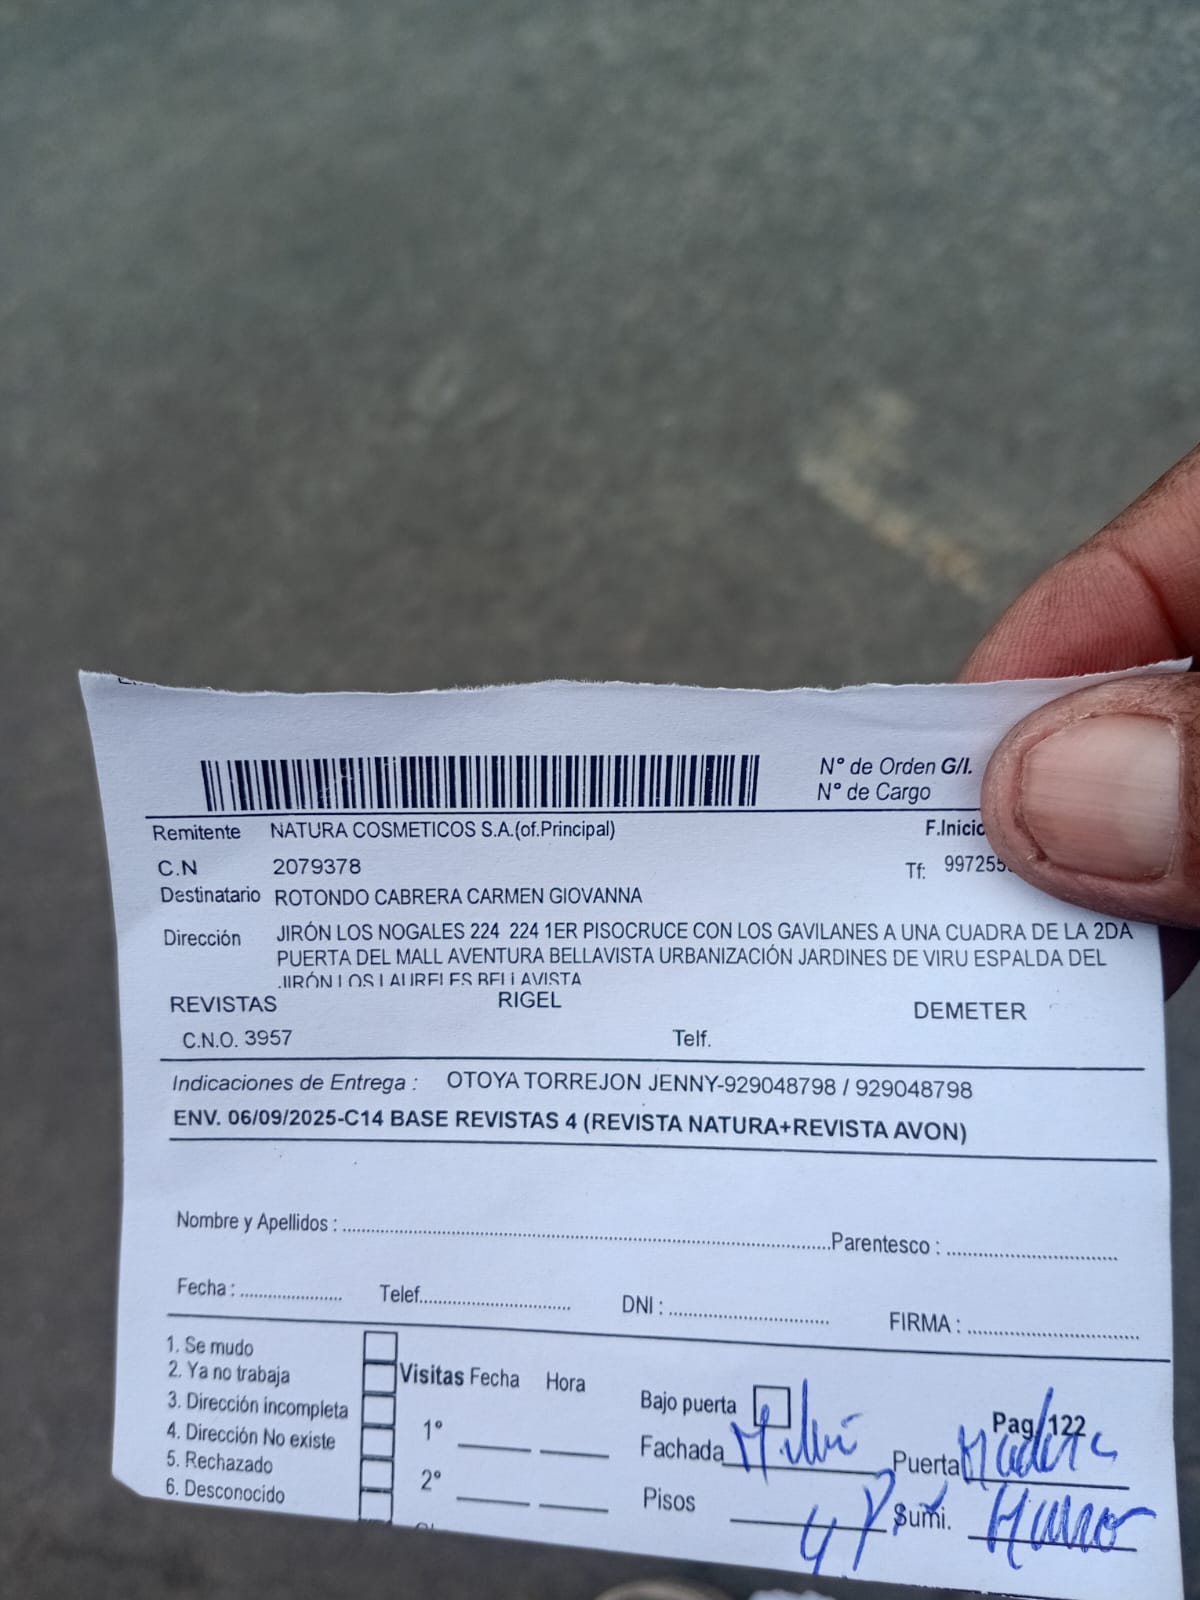 N° de Orden G/I.
N° de Cargo
Remitente NATURA COSMETICOS S.A.(of.Principal) F.Inicio
C.N 2079378 Tf: 997255
Destinatario ROTONDO CABRERA CARMEN GIOVANNA
Dirección JIRÓN LOS NOGALES 224 224 1ER PISOCRUCE CON LOS GAVILANES A UNA CUADRA DE LA 2DA
PUERTA DEL MALL AVENTURA BELLAVISTA URBANIZACIÓN JARDINES DE VIRU ESPALDA DEL
JIRÓN LOS LAURELES BELLAVISTA
REVISTAS RIGEL DEMETER
C.N.O. 3957 Telf.
Indicaciones de Entrega : OTOYA TORREJON JENNY-929048798 / 929048798
ENV. 06/09/2025-C14 BASE REVISTAS 4 (REVISTA NATURA+REVISTA AVON)
Nombre y Apellidos : Parentesco :
Fecha : Telef. DNI : FIRMA :
1. Se mudo
2. Ya no trabaja
3. Dirección incompleta
4. Dirección No existe
5. Rechazado
6. Desconocido
Visitas Fecha Hora
1°
2°
Bajo puerta
Pag/122
Fachada
Puerta Madera
Pisos 4 P
Sumi.